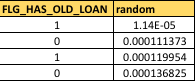 FLG_HAS_OLD_LOAN random
1 1.14E-05
0 0.000111373
1 0.000119954
0 0.000136825